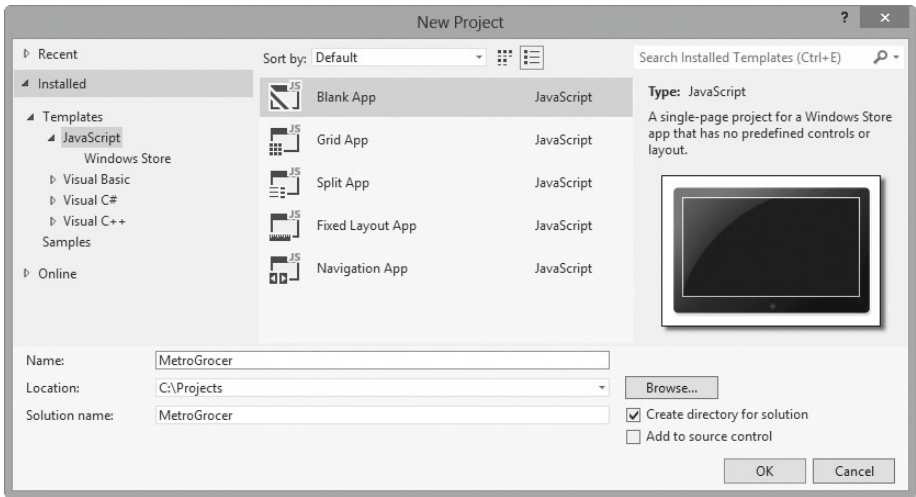 New Project
? ×
Recent
Installed
Templates
JavaScript
Windows Store
Visual Basic
Visual C#
Visual C++
Samples
Online
Sort by: Default
JS
Blank App JavaScript
JS
Grid App JavaScript
JS
Split App JavaScript
JS
Fixed Layout App JavaScript
JS
Navigation App JavaScript
Search Installed Templates (Ctrl+E)
Type: JavaScript
A single-page project for a Windows Store
app that has no predefined controls or
layout.
Name: MetroGrocer
Location: C:\Projects
Browse...
Solution name: MetroGrocer
Create directory for solution
Add to source control
OK Cancel